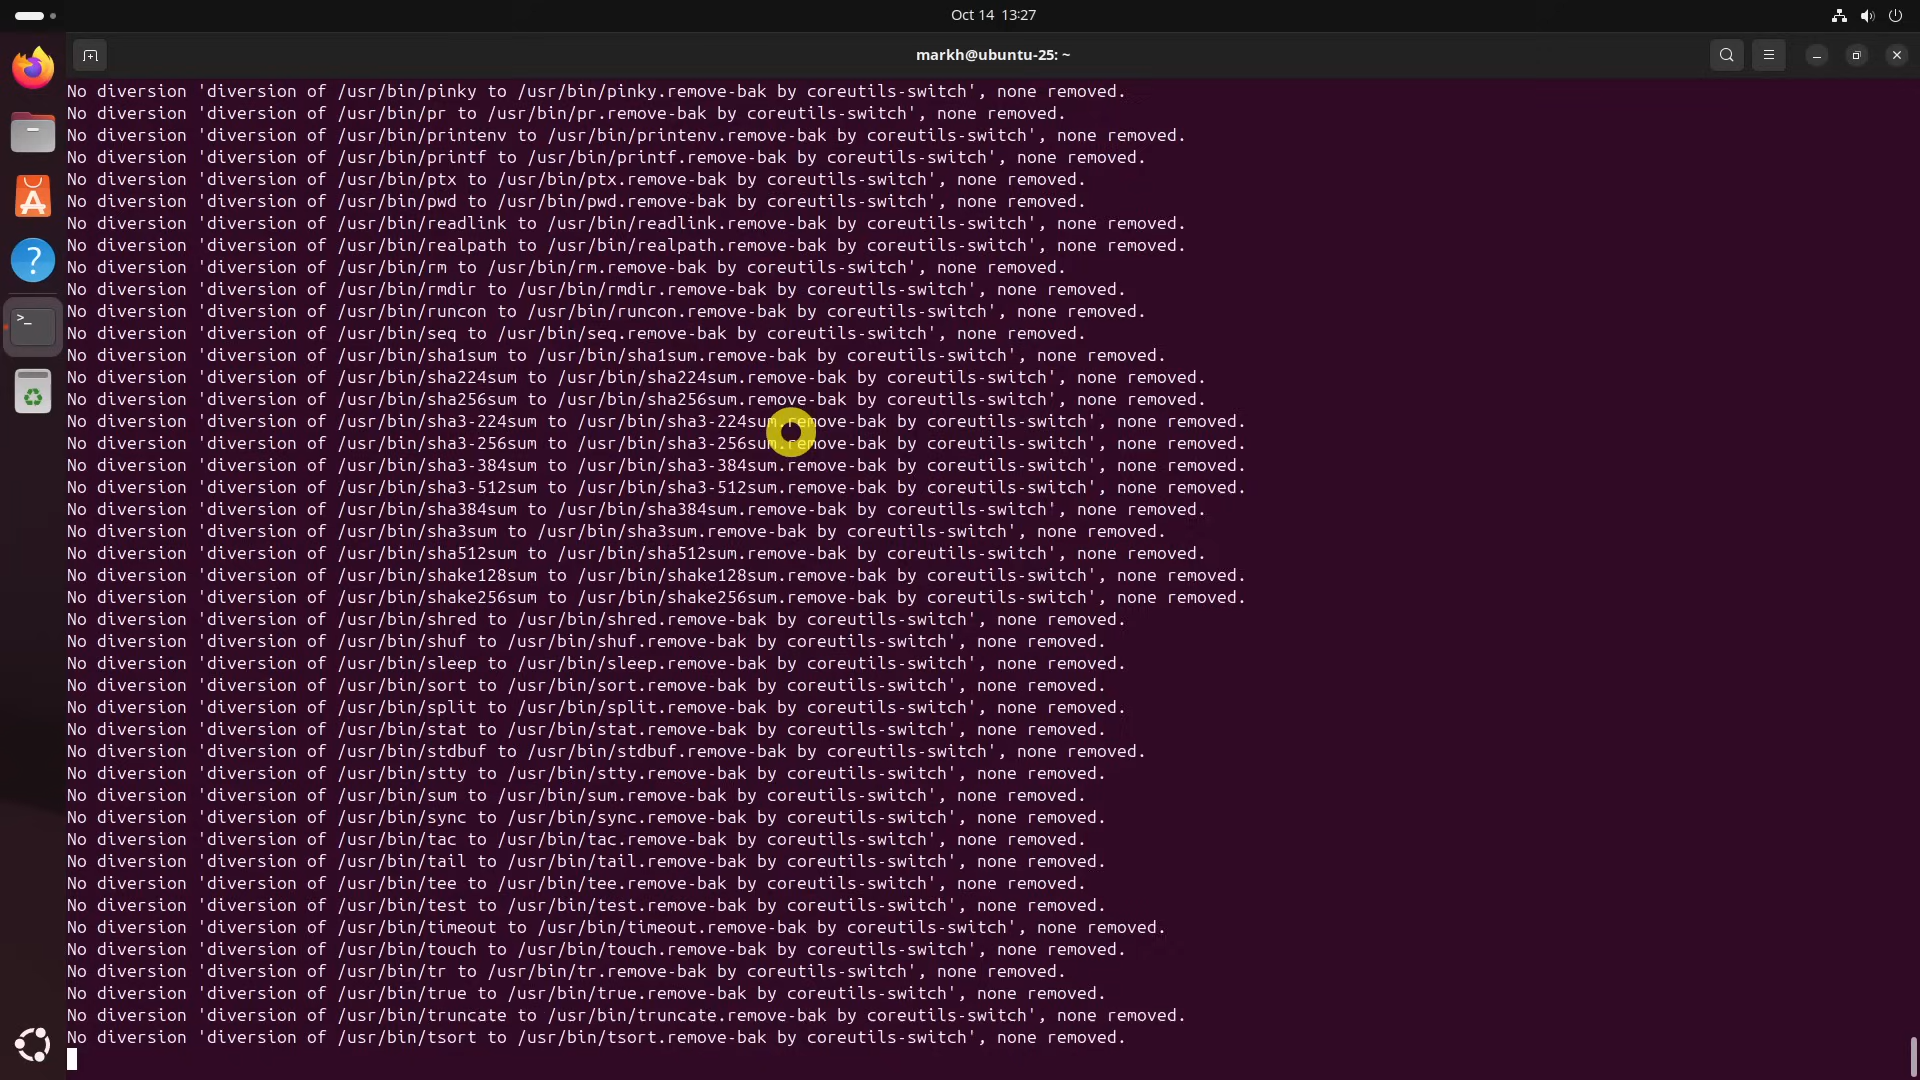 Oct 14 13:27
markh@ubuntu-25: ~
No diversion 'diversion of /usr/bin/pinky to /usr/bin/pinky.remove-bak by coreutils-switch', none removed.
No diversion 'diversion of /usr/bin/pr to /usr/bin/pr.remove-bak by coreutils-switch', none removed.
No diversion 'diversion of /usr/bin/printenv to /usr/bin/printenv.remove-bak by coreutils-switch', none removed.
No diversion 'diversion of /usr/bin/printf to /usr/bin/printf.remove-bak by coreutils-switch', none removed.
No diversion 'diversion of /usr/bin/ptx to /usr/bin/ptx.remove-bak by coreutils-switch', none removed.
No diversion 'diversion of /usr/bin/pwd to /usr/bin/pwd.remove-bak by coreutils-switch', none removed.
No diversion 'diversion of /usr/bin/readlink to /usr/bin/readlink.remove-bak by coreutils-switch', none removed.
No diversion 'diversion of /usr/bin/realpath to /usr/bin/realpath.remove-bak by coreutils-switch', none removed.
No diversion 'diversion of /usr/bin/rm to /usr/bin/rm.remove-bak by coreutils-switch', none removed.
No diversion 'diversion of /usr/bin/rmdir to /usr/bin/rmdir.remove-bak by coreutils-switch', none removed.
No diversion 'diversion of /usr/bin/runcon to /usr/bin/runcon.remove-bak by coreutils-switch', none removed.
No diversion 'diversion of /usr/bin/seq to /usr/bin/seq.remove-bak by coreutils-switch', none removed.
No diversion 'diversion of /usr/bin/sha1sum to /usr/bin/sha1sum.remove-bak by coreutils-switch', none removed.
No diversion 'diversion of /usr/bin/sha224sum to /usr/bin/sha224sum.remove-bak by coreutils-switch', none removed.
No diversion 'diversion of /usr/bin/sha256sum to /usr/bin/sha256sum.remove-bak by coreutils-switch', none removed.
No diversion 'diversion of /usr/bin/sha3-224sum to /usr/bin/sha3-224sum.remove-bak by coreutils-switch', none removed.
No diversion 'diversion of /usr/bin/sha3-256sum to /usr/bin/sha3-256sum.remove-bak by coreutils-switch', none removed.
No diversion 'diversion of /usr/bin/sha3-384sum to /usr/bin/sha3-384sum.remove-bak by coreutils-switch', none removed.
No diversion 'diversion of /usr/bin/sha3-512sum to /usr/bin/sha3-512sum.remove-bak by coreutils-switch', none removed.
No diversion 'diversion of /usr/bin/sha384sum to /usr/bin/sha384sum.remove-bak by coreutils-switch', none removed.
No diversion 'diversion of /usr/bin/sha3sum to /usr/bin/sha3sum.remove-bak by coreutils-switch', none removed.
No diversion 'diversion of /usr/bin/sha512sum to /usr/bin/sha512sum.remove-bak by coreutils-switch', none removed.
No diversion 'diversion of /usr/bin/shake128sum to /usr/bin/shake128sum.remove-bak by coreutils-switch', none removed.
No diversion 'diversion of /usr/bin/shake256sum to /usr/bin/shake256sum.remove-bak by coreutils-switch', none removed.
No diversion 'diversion of /usr/bin/shred to /usr/bin/shred.remove-bak by coreutils-switch', none removed.
No diversion 'diversion of /usr/bin/shuf to /usr/bin/shuf.remove-bak by coreutils-switch', none removed.
No diversion 'diversion of /usr/bin/sleep to /usr/bin/sleep.remove-bak by coreutils-switch', none removed.
No diversion 'diversion of /usr/bin/sort to /usr/bin/sort.remove-bak by coreutils-switch', none removed.
No diversion 'diversion of /usr/bin/split to /usr/bin/split.remove-bak by coreutils-switch', none removed.
No diversion 'diversion of /usr/bin/stat to /usr/bin/stat.remove-bak by coreutils-switch', none removed.
No diversion 'diversion of /usr/bin/stdbuf to /usr/bin/stdbuf.remove-bak by coreutils-switch', none removed.
No diversion 'diversion of /usr/bin/stty to /usr/bin/stty.remove-bak by coreutils-switch', none removed.
No diversion 'diversion of /usr/bin/sum to /usr/bin/sum.remove-bak by coreutils-switch', none removed.
No diversion 'diversion of /usr/bin/sync to /usr/bin/sync.remove-bak by coreutils-switch', none removed.
No diversion 'diversion of /usr/bin/tac to /usr/bin/tac.remove-bak by coreutils-switch', none removed.
No diversion 'diversion of /usr/bin/tail to /usr/bin/tail.remove-bak by coreutils-switch', none removed.
No diversion 'diversion of /usr/bin/tee to /usr/bin/tee.remove-bak by coreutils-switch', none removed.
No diversion 'diversion of /usr/bin/test to /usr/bin/test.remove-bak by coreutils-switch', none removed.
No diversion 'diversion of /usr/bin/timeout to /usr/bin/timeout.remove-bak by coreutils-switch', none removed.
No diversion 'diversion of /usr/bin/touch to /usr/bin/touch.remove-bak by coreutils-switch', none removed.
No diversion 'diversion of /usr/bin/tr to /usr/bin/tr.remove-bak by coreutils-switch', none removed.
No diversion 'diversion of /usr/bin/true to /usr/bin/true.remove-bak by coreutils-switch', none removed.
No diversion 'diversion of /usr/bin/truncate to /usr/bin/truncate.remove-bak by coreutils-switch', none removed.
No diversion 'diversion of /usr/bin/tsort to /usr/bin/tsort.remove-bak by coreutils-switch', none removed.